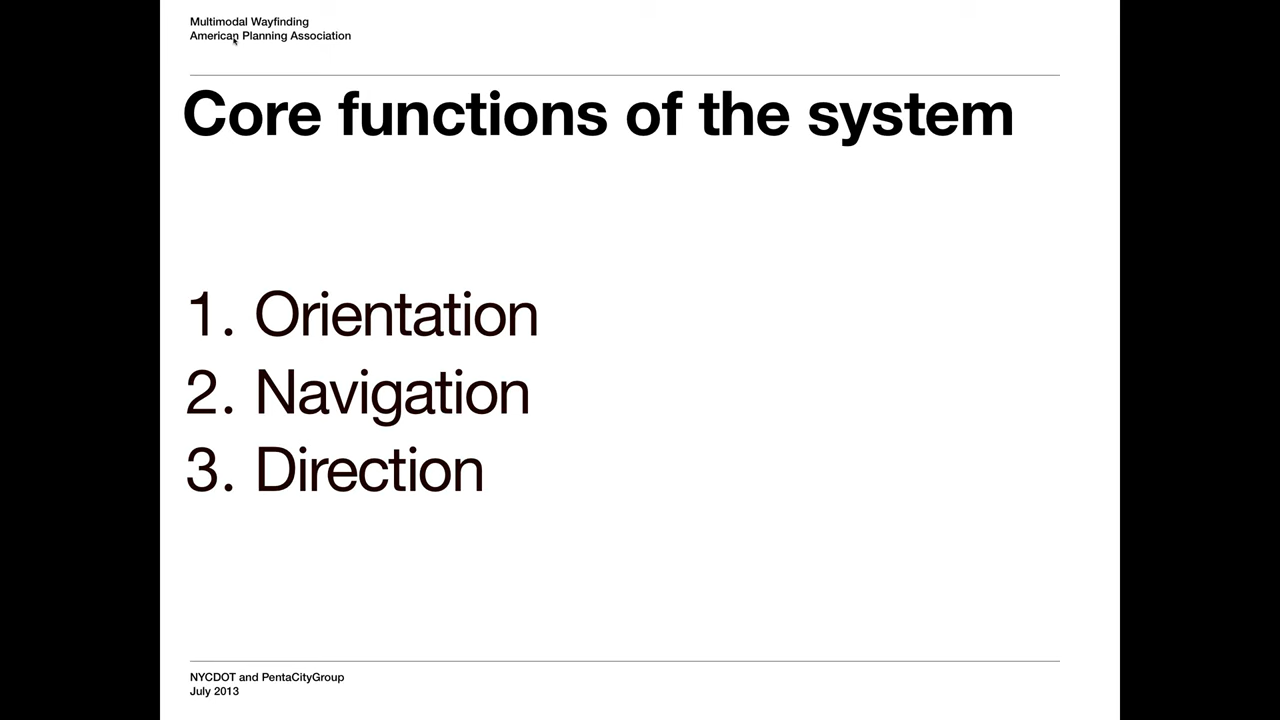 Multimodal Wayfinding
American Planning Association
Core functions of the system
1. Orientation
2. Navigation
3. Direction
NYCDOT and PentaCityGroup
July 2013